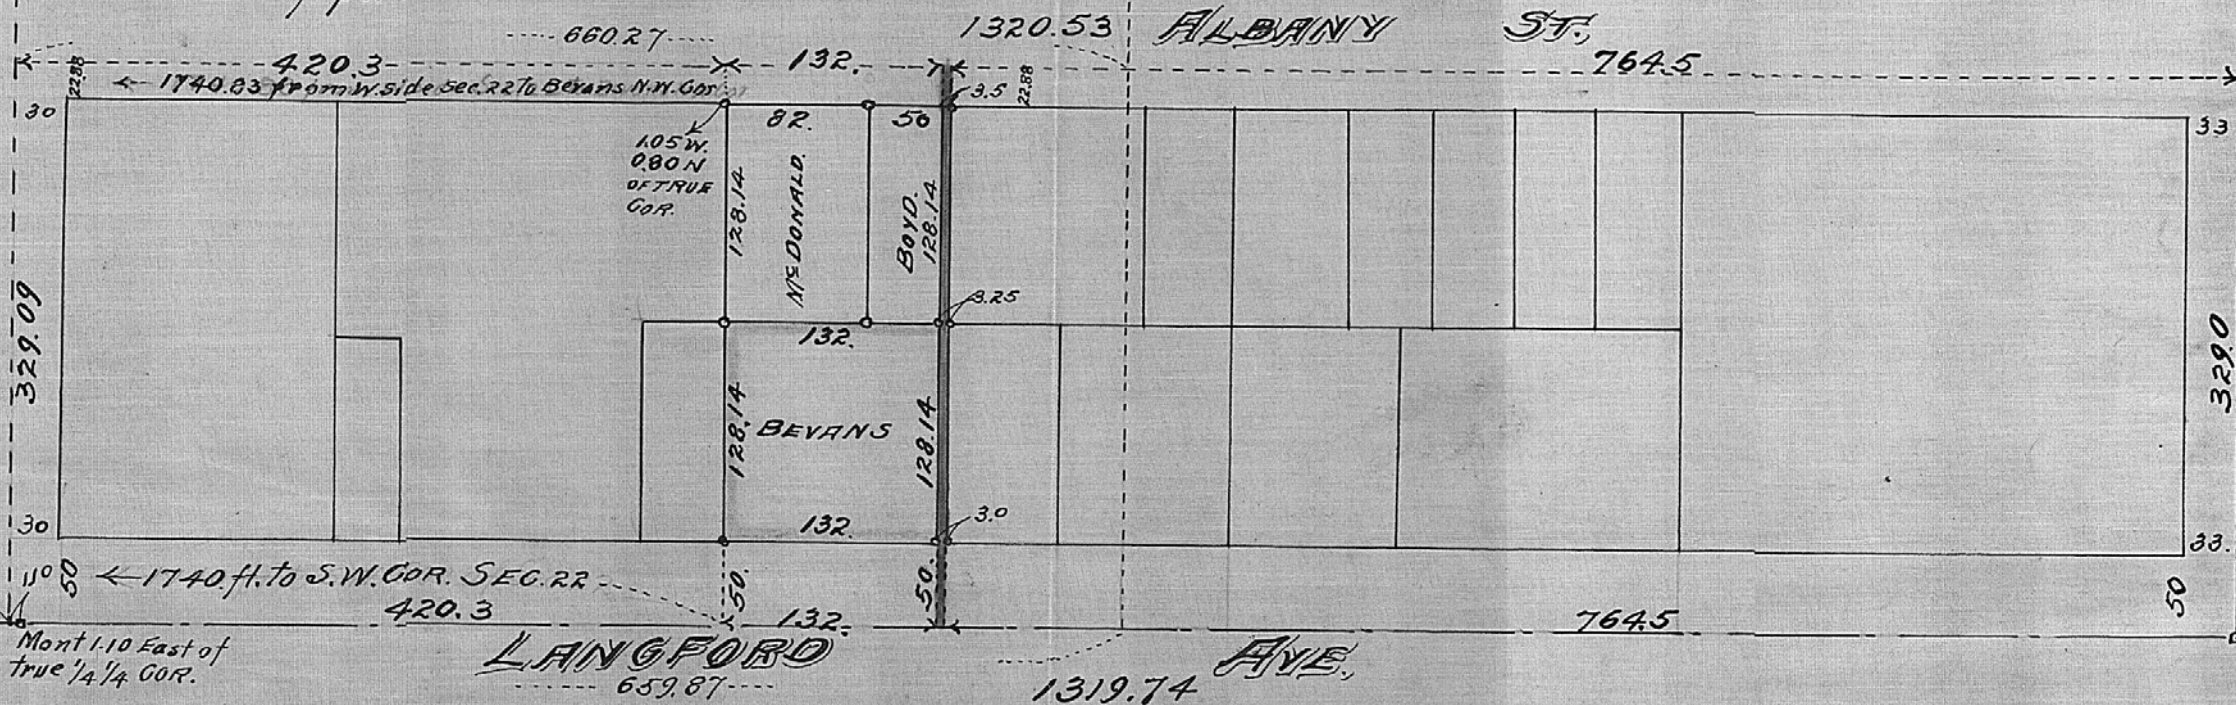 660.27
1320.53
ALBANY ST.
420.3
132.
764.5
22.88
1740.83 from W. side Sec. 22 to Bevans N.W. Cor
3.5
22.88
30
82.
50
33
1.05 W.
0.80 N
OF TRUE
COR.
128.14
McDONALD.
BOYD.
128.14
3.25
132.
329.09
329.0
128.14
BEVANS
128.14
132.
3.0
30
33.
110
50
1740 ft. to S.W. COR. SEC. 22
50.
50.
50
420.3
132.
764.5
Mont 1.10 East of
true 1/4 1/4 COR.
LANGFORD AVE.
659.87
1319.74